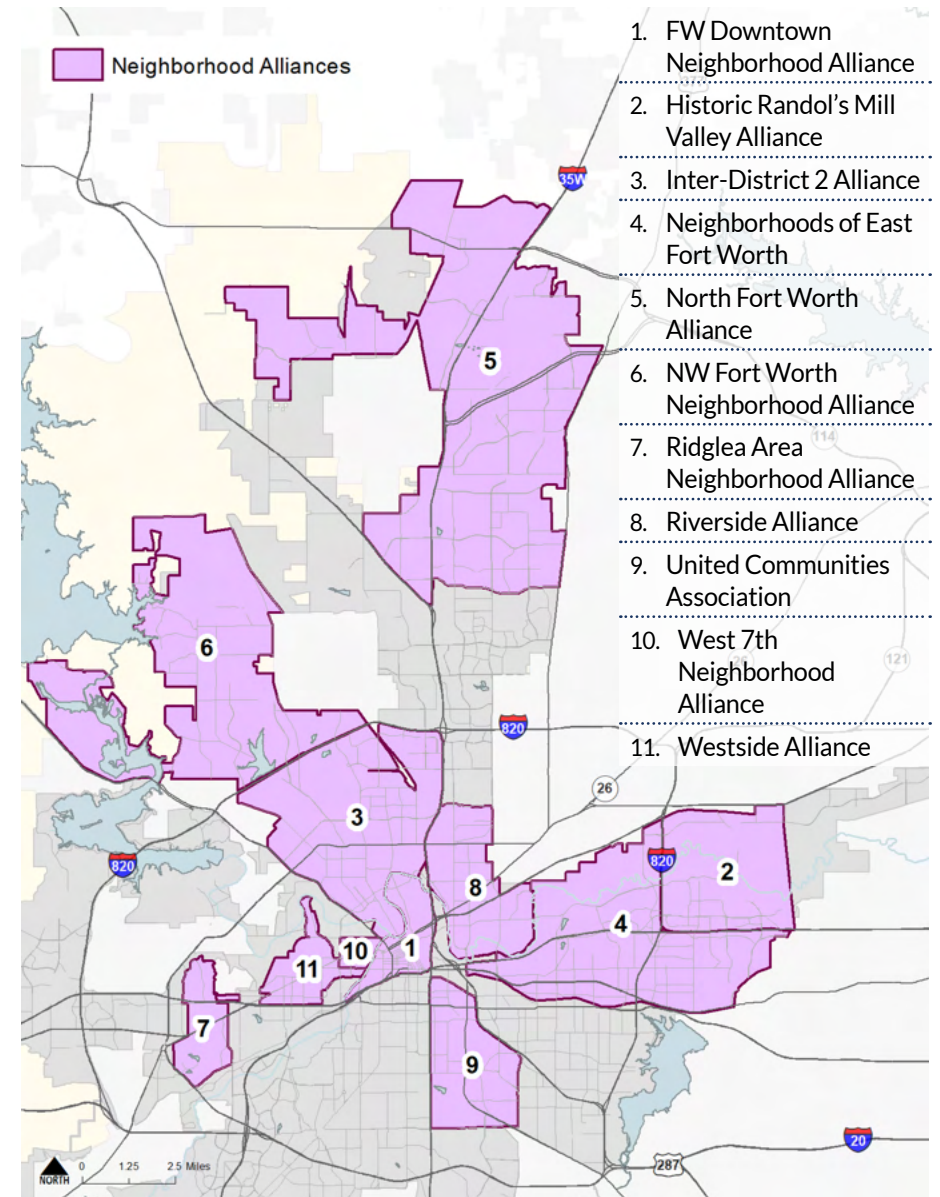 Neighborhood Alliances
1. FW Downtown
Neighborhood Alliance
2. Historic Randol's Mill
Valley Alliance
3. Inter-District 2 Alliance
4. Neighborhoods of East
Fort Worth
5. North Fort Worth
Alliance
6. NW Fort Worth
Neighborhood Alliance
7. Ridglea Area
Neighborhood Alliance
8. Riverside Alliance
9. United Communities
Association
10. West 7th
Neighborhood
Alliance
11. Westside Alliance
35W
5
114
6
26
121
820
26
3
820
820
2
8
4
1
10
11
7
9
20
287
NORTH
0 1.25 2.5 Miles